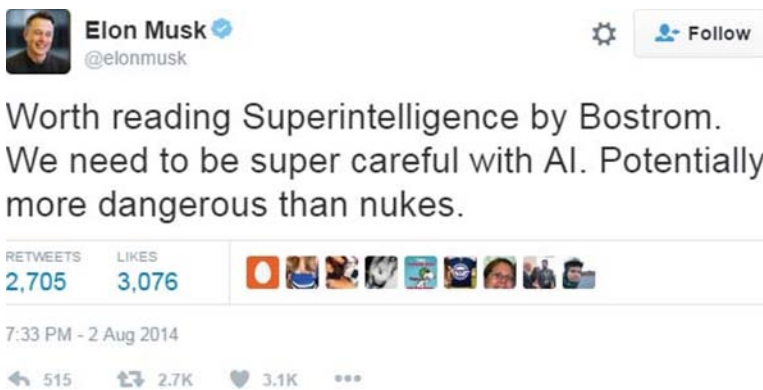 Elon Musk
Follow
@elonmusk
Worth reading Superintelligence by Bostrom.
We need to be super careful with AI. Potentially
more dangerous than nukes.
RETWEETS LIKES
2,705 3,076
7:33 PM - 2 Aug 2014
515 2.7K 3.1K